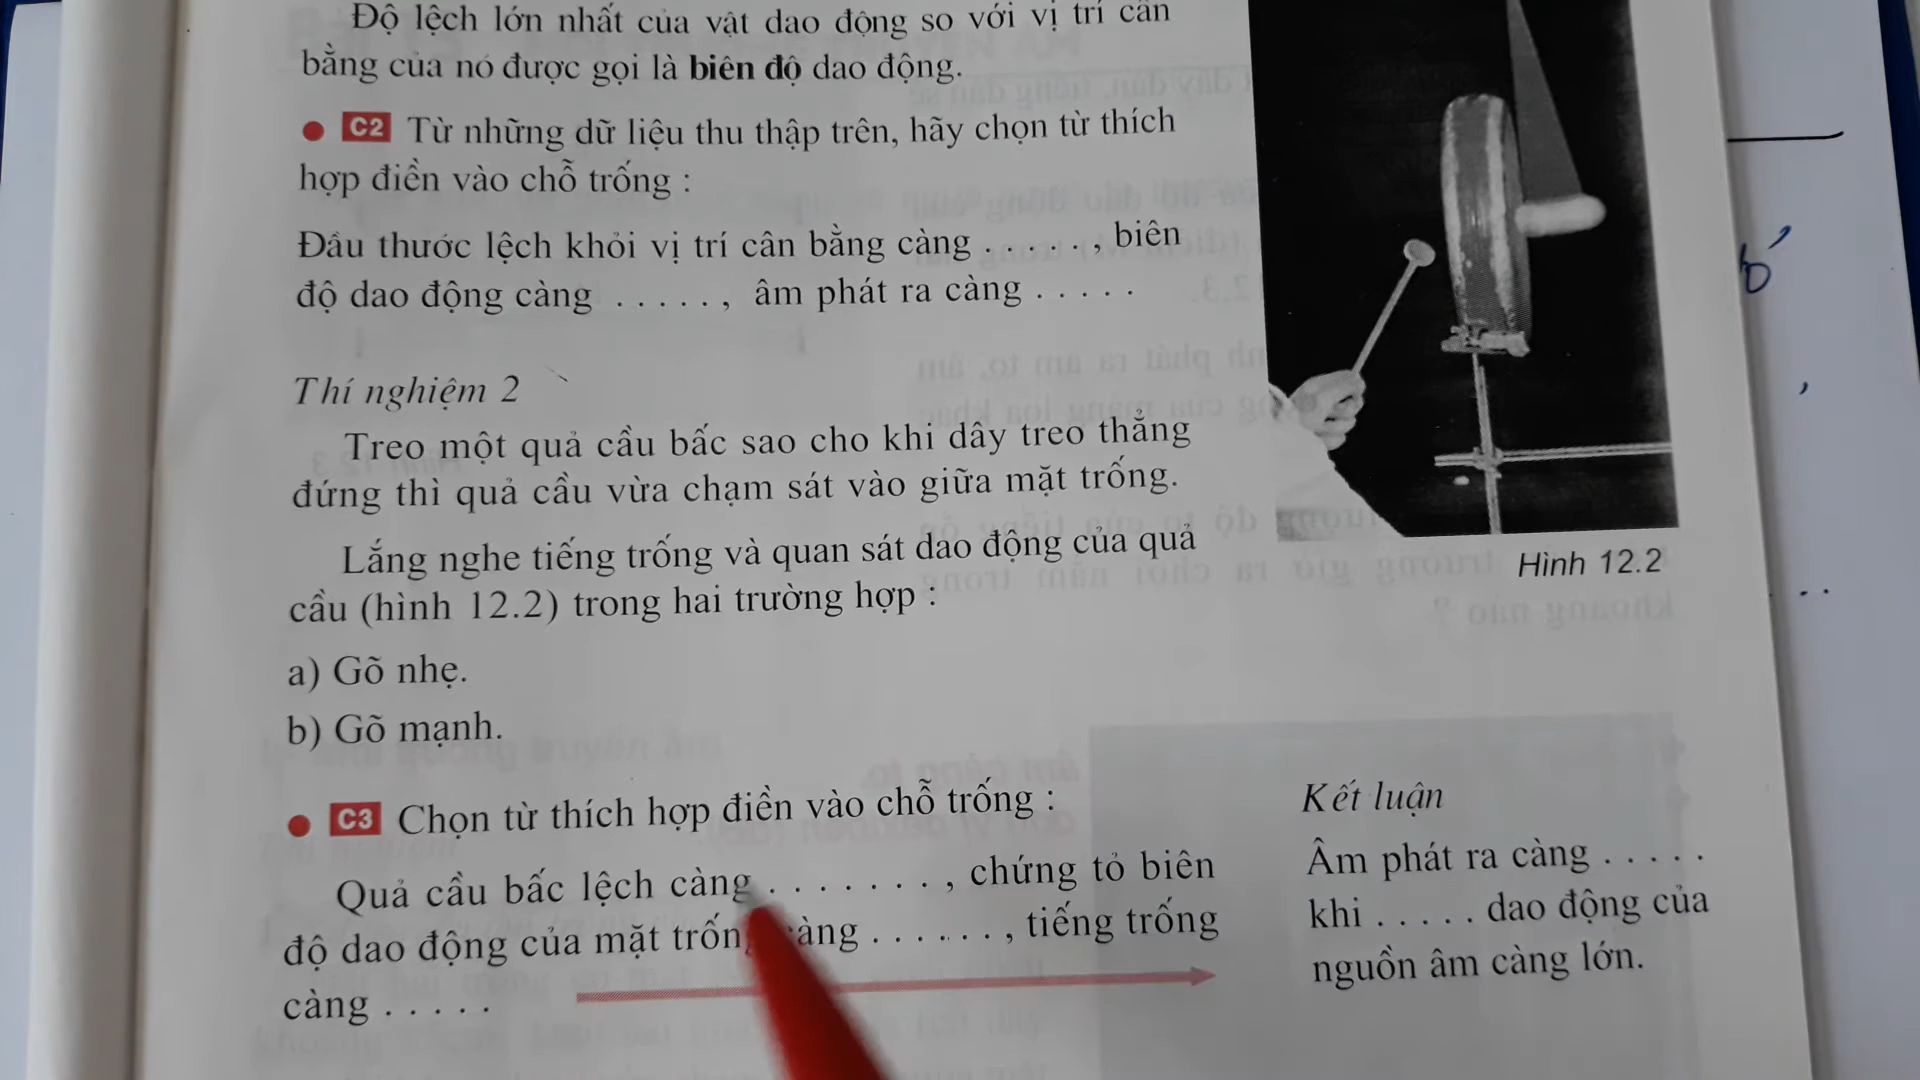 Độ lệch lớn nhất của vật dao động so với vị trí cân
bằng của nó được gọi là biên độ dao động.
C2 Từ những dữ liệu thu thập trên, hãy chọn từ thích
hợp điền vào chỗ trống :
Đầu thước lệch khỏi vị trí cân bằng càng . . . . . , biên
độ dao động càng . . . . . , âm phát ra càng . . . . .
Thí nghiệm 2
Treo một quả cầu bấc sao cho khi dây treo thẳng
đứng thì quả cầu vừa chạm sát vào giữa mặt trống.
Lắng nghe tiếng trống và quan sát dao động của quả
cầu (hình 12.2) trong hai trường hợp :
a) Gõ nhẹ.
b) Gõ mạnh.
Hình 12.2
C3 Chọn từ thích hợp điền vào chỗ trống :
Quả cầu bấc lệch càng . . . . . . . . , chứng tỏ biên
độ dao động của mặt trống càng . . . . . . , tiếng trống
càng . . . . .
Kết luận
Âm phát ra càng . . . . .
khi . . . . . dao động của
nguồn âm càng lớn.